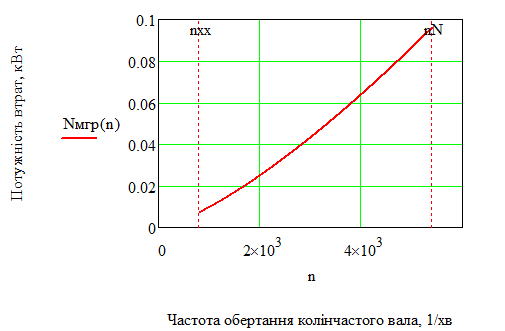 Потужність втрат, кВт
0.1
nхх
nN
0.08
0.06
Nмгр(n)
0.04
0.02
0
0
2×10³
4×10³
n
Частота обертання колінчастого вала, 1/хв